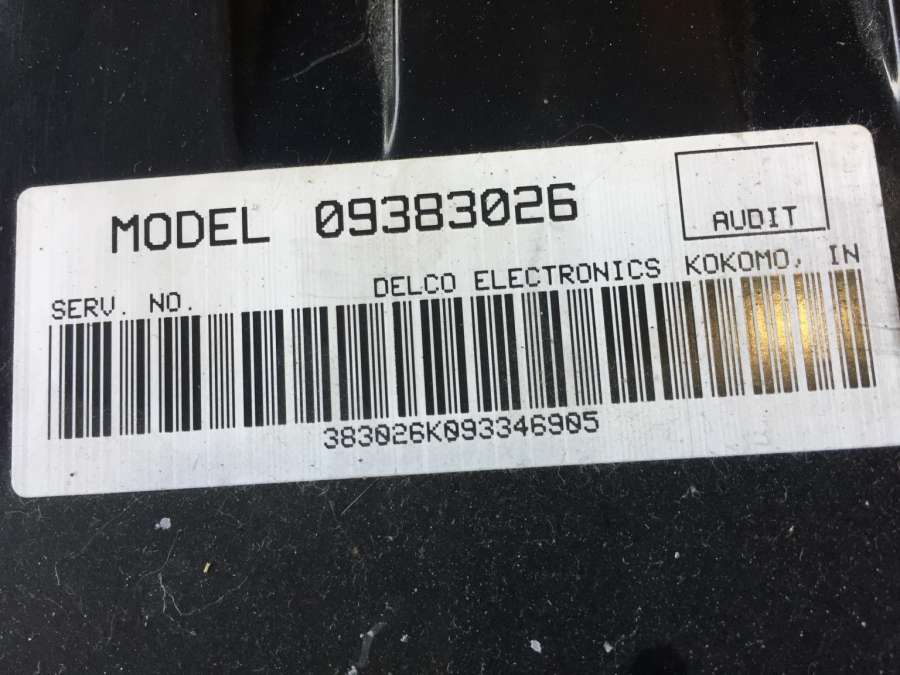 MODEL 09383026
AUDIT
SERV. NO.
DELCO ELECTRONICS KOKOMO, IN
383026K093346905